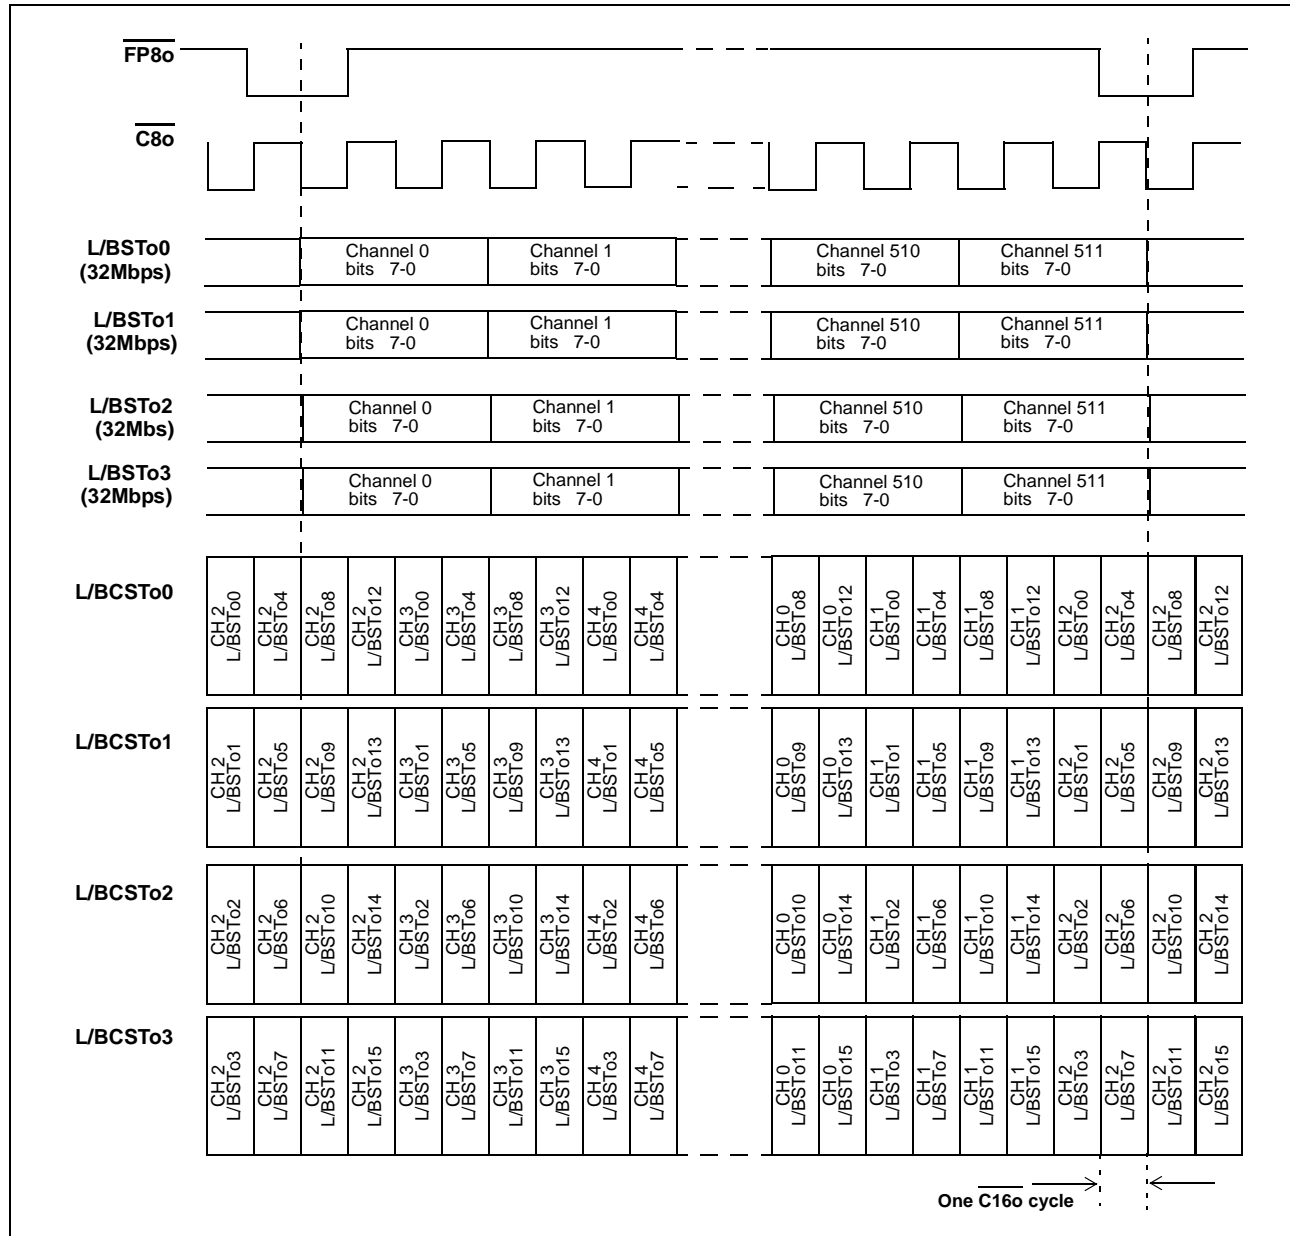 FP8o
C8o
L/BSTo0
(32Mbps)
Channel 0
bits 7-0
Channel 1
bits 7-0
Channel 510
bits 7-0
Channel 511
bits 7-0
L/BSTo1
(32Mbps)
Channel 0
bits 7-0
Channel 1
bits 7-0
Channel 510
bits 7-0
Channel 511
bits 7-0
L/BSTo2
(32Mbs)
Channel 0
bits 7-0
Channel 1
bits 7-0
Channel 510
bits 7-0
Channel 511
bits 7-0
L/BSTo3
(32Mbps)
Channel 0
bits 7-0
Channel 1
bits 7-0
Channel 510
bits 7-0
Channel 511
bits 7-0
L/BCSTo0
CH 2
L/BSTo0
CH 2
L/BSTo4
CH 2
L/BSTo8
CH 2
L/BSTo12
CH 3
L/BSTo0
CH 3
L/BSTo4
CH 3
L/BSTo8
CH 3
L/BSTo12
CH 4
L/BSTo0
CH 4
L/BSTo4
CH 0
L/BSTo8
CH 0
L/BSTo12
CH 1
L/BSTo0
CH 1
L/BSTo4
CH 1
L/BSTo8
CH 1
L/BSTo12
CH 2
L/BSTo0
CH 2
L/BSTo4
CH 2
L/BSTo8
CH 2
L/BSTo12
L/BCSTo1
CH 2
L/BSTo1
CH 2
L/BSTo5
CH 2
L/BSTo9
CH 2
L/BSTo13
CH 3
L/BSTo1
CH 3
L/BSTo5
CH 3
L/BSTo9
CH 3
L/BSTo13
CH 4
L/BSTo1
CH 4
L/BSTo5
CH 0
L/BSTo9
CH 0
L/BSTo13
CH 1
L/BSTo1
CH 1
L/BSTo5
CH 1
L/BSTo9
CH 1
L/BSTo13
CH 2
L/BSTo1
CH 2
L/BSTo5
CH 2
L/BSTo9
CH 2
L/BSTo13
L/BCSTo2
CH 2
L/BSTo2
CH 2
L/BSTo6
CH 2
L/BSTo10
CH 2
L/BSTo14
CH 3
L/BSTo2
CH 3
L/BSTo6
CH 3
L/BSTo10
CH 3
L/BSTo14
CH 4
L/BSTo2
CH 4
L/BSTo6
CH 0
L/BSTo10
CH 0
L/BSTo14
CH 1
L/BSTo2
CH 1
L/BSTo6
CH 1
L/BSTo10
CH 1
L/BSTo14
CH 2
L/BSTo2
CH 2
L/BSTo6
CH 2
L/BSTo10
CH 2
L/BSTo14
L/BCSTo3
CH 2
L/BSTo3
CH 2
L/BSTo7
CH 2
L/BSTo11
CH 2
L/BSTo15
CH 3
L/BSTo3
CH 3
L/BSTo7
CH 3
L/BSTo11
CH 3
L/BSTo15
CH 4
L/BSTo3
CH 4
L/BSTo7
CH 0
L/BSTo11
CH 0
L/BSTo15
CH 1
L/BSTo3
CH 1
L/BSTo7
CH 1
L/BSTo11
CH 1
L/BSTo15
CH 2
L/BSTo3
CH 2
L/BSTo7
CH 2
L/BSTo11
CH 2
L/BSTo15
One C16o cycle